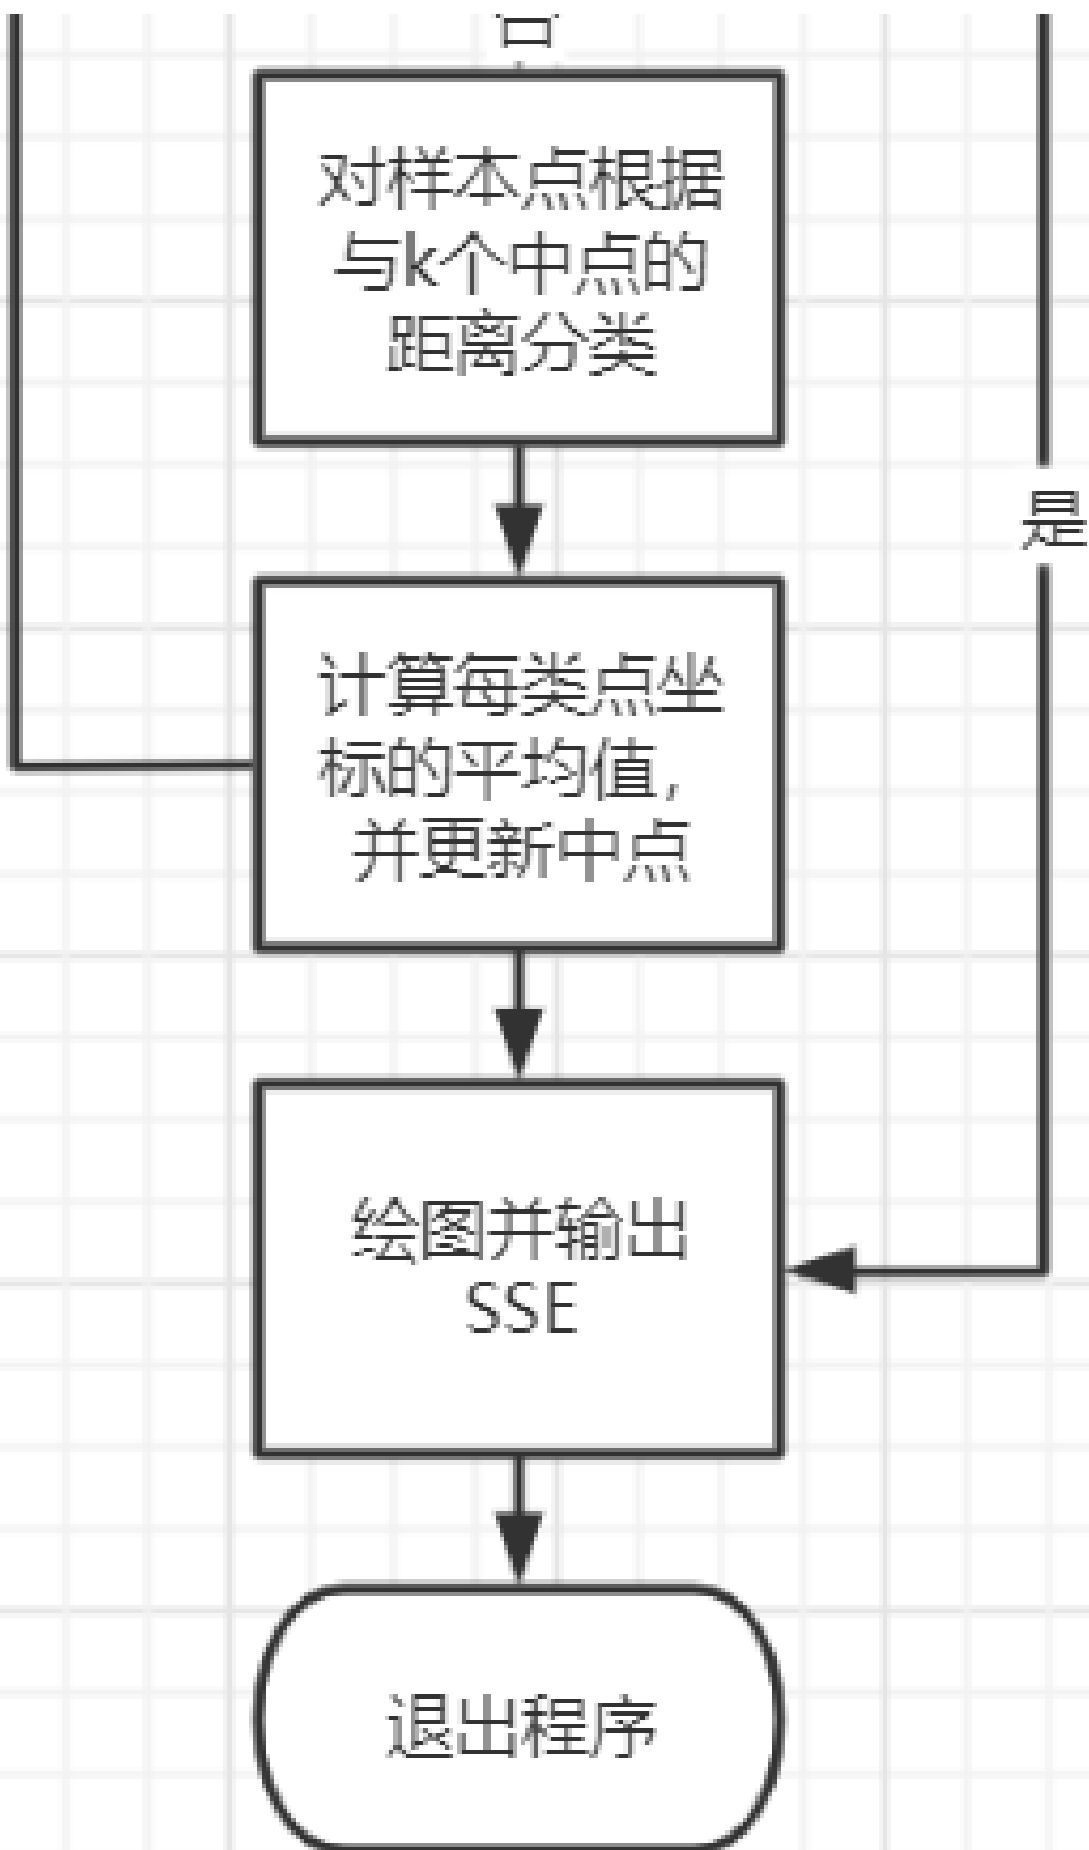 对样本点根据
与k个中点的
距离分类
是
计算每类点坐
标的平均值，
并更新中点
绘图并输出
SSE
退出程序